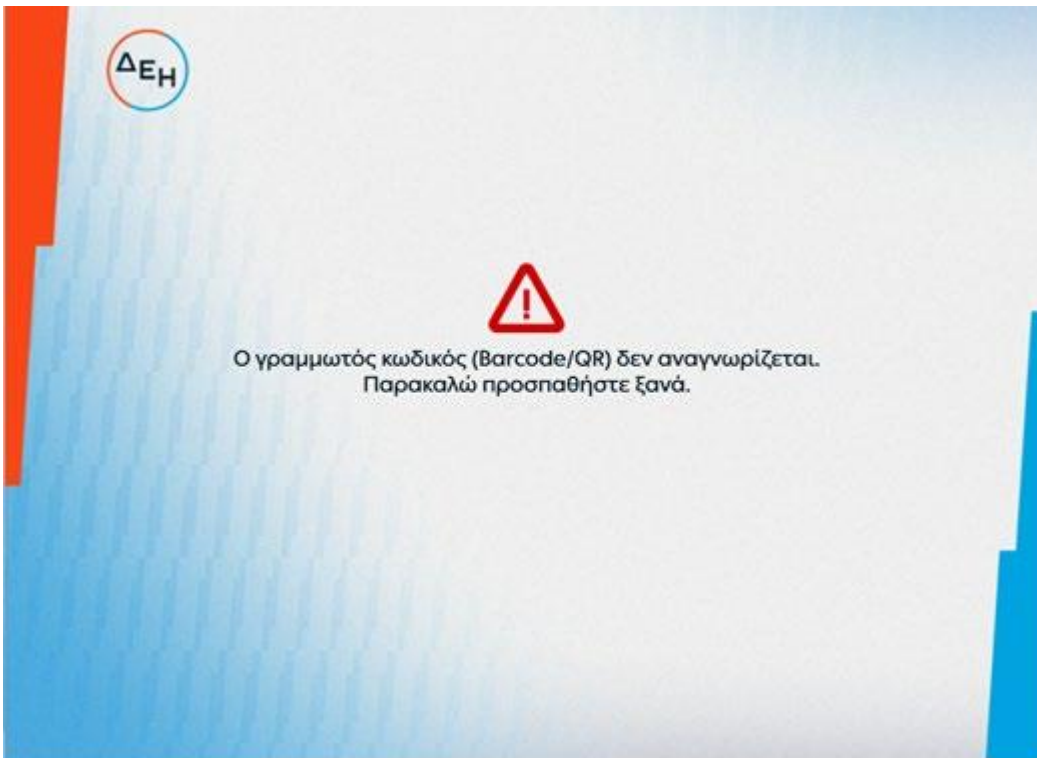 ΔΕΗ
Ο γραμμωτός κωδικός (Barcode/QR) δεν αναγνωρίζεται.
Παρακαλώ προσπαθήστε ξανά.